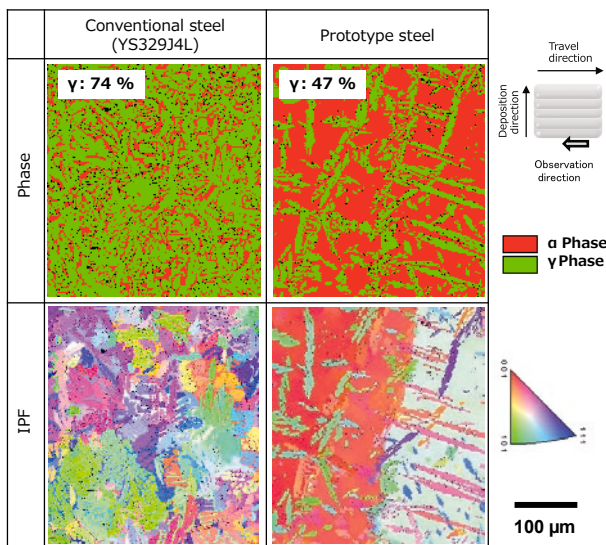 Conventional steel
(YS329J4L)
Prototype steel
Phase
γ: 74 %
γ: 47 %
IPF
Travel
direction
Deposition
direction
Observation
direction
α Phase
γ Phase
001
101
111
100 μm